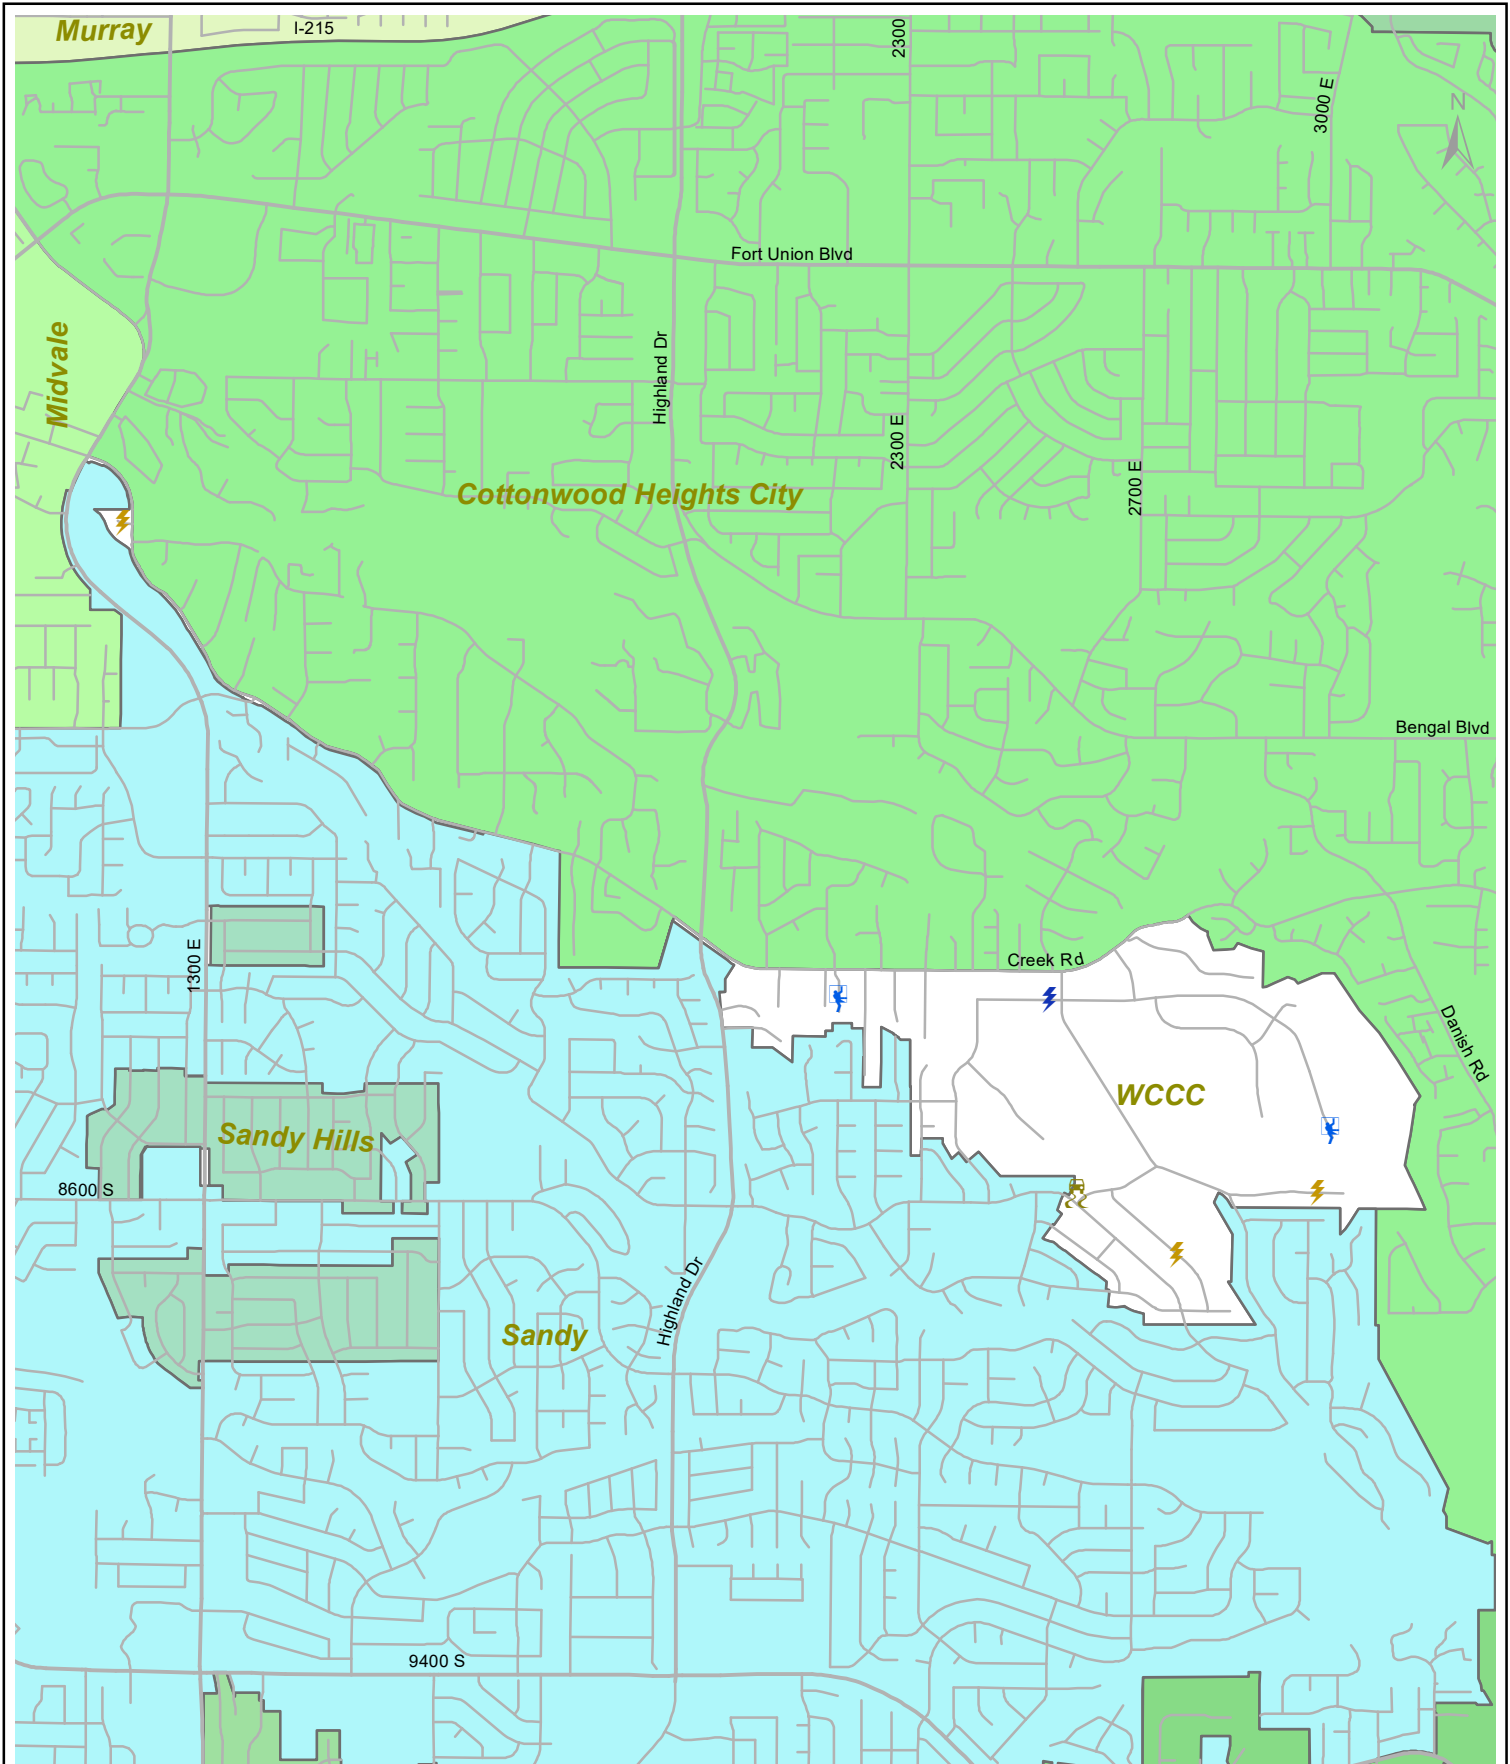 Murray
I-215
2300
3000 E
N
Fort Union Blvd
Midvale
Highland Dr
2300 E
Cottonwood Heights City
2700 E
Bengal Blvd
1300 E
Creek Rd
Danish Rd
WCCC
Sandy Hills
8600 S
Highland Dr
Sandy
9400 S